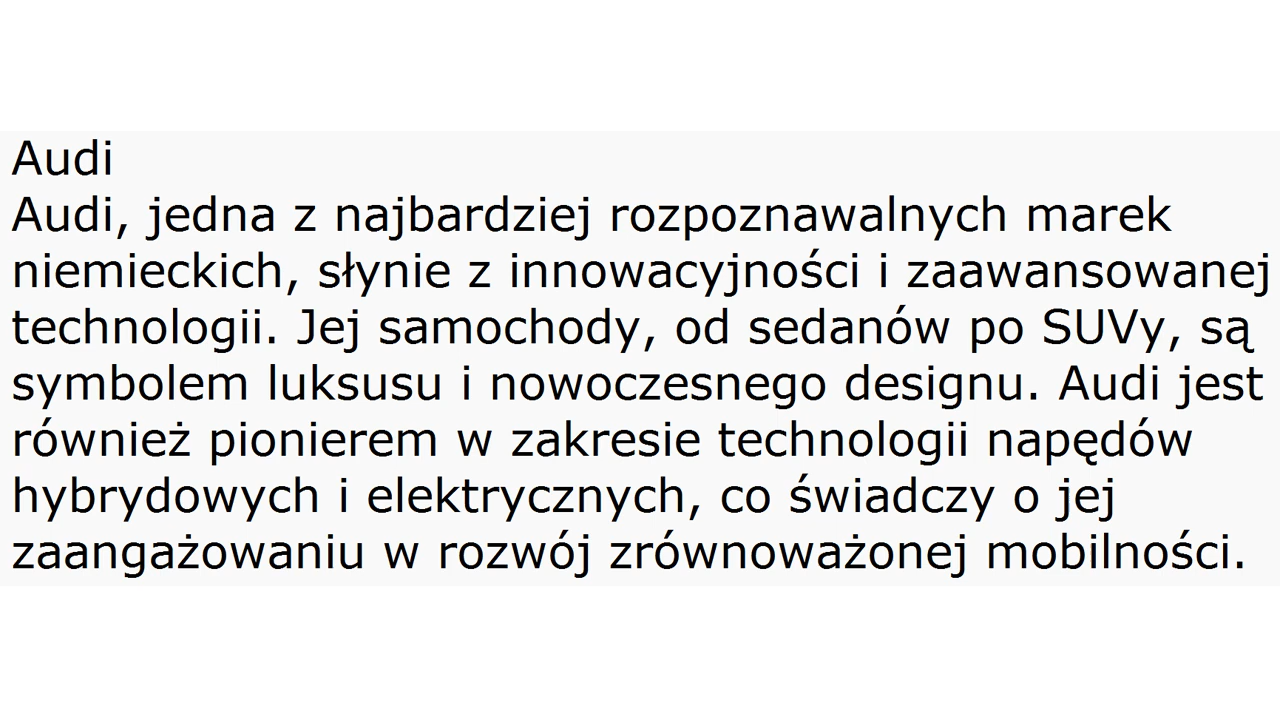 Audi
Audi, jedna z najbardziej rozpoznawalnych marek
niemieckich, słynie z innowacyjności i zaawansowanej
technologii. Jej samochody, od sedanów po SUVy, są
symbolem luksusu i nowoczesnego designu. Audi jest
również pionierem w zakresie technologii napędów
hybrydowych i elektrycznych, co świadczy o jej
zaangażowaniu w rozwój zrównoważonej mobilności.